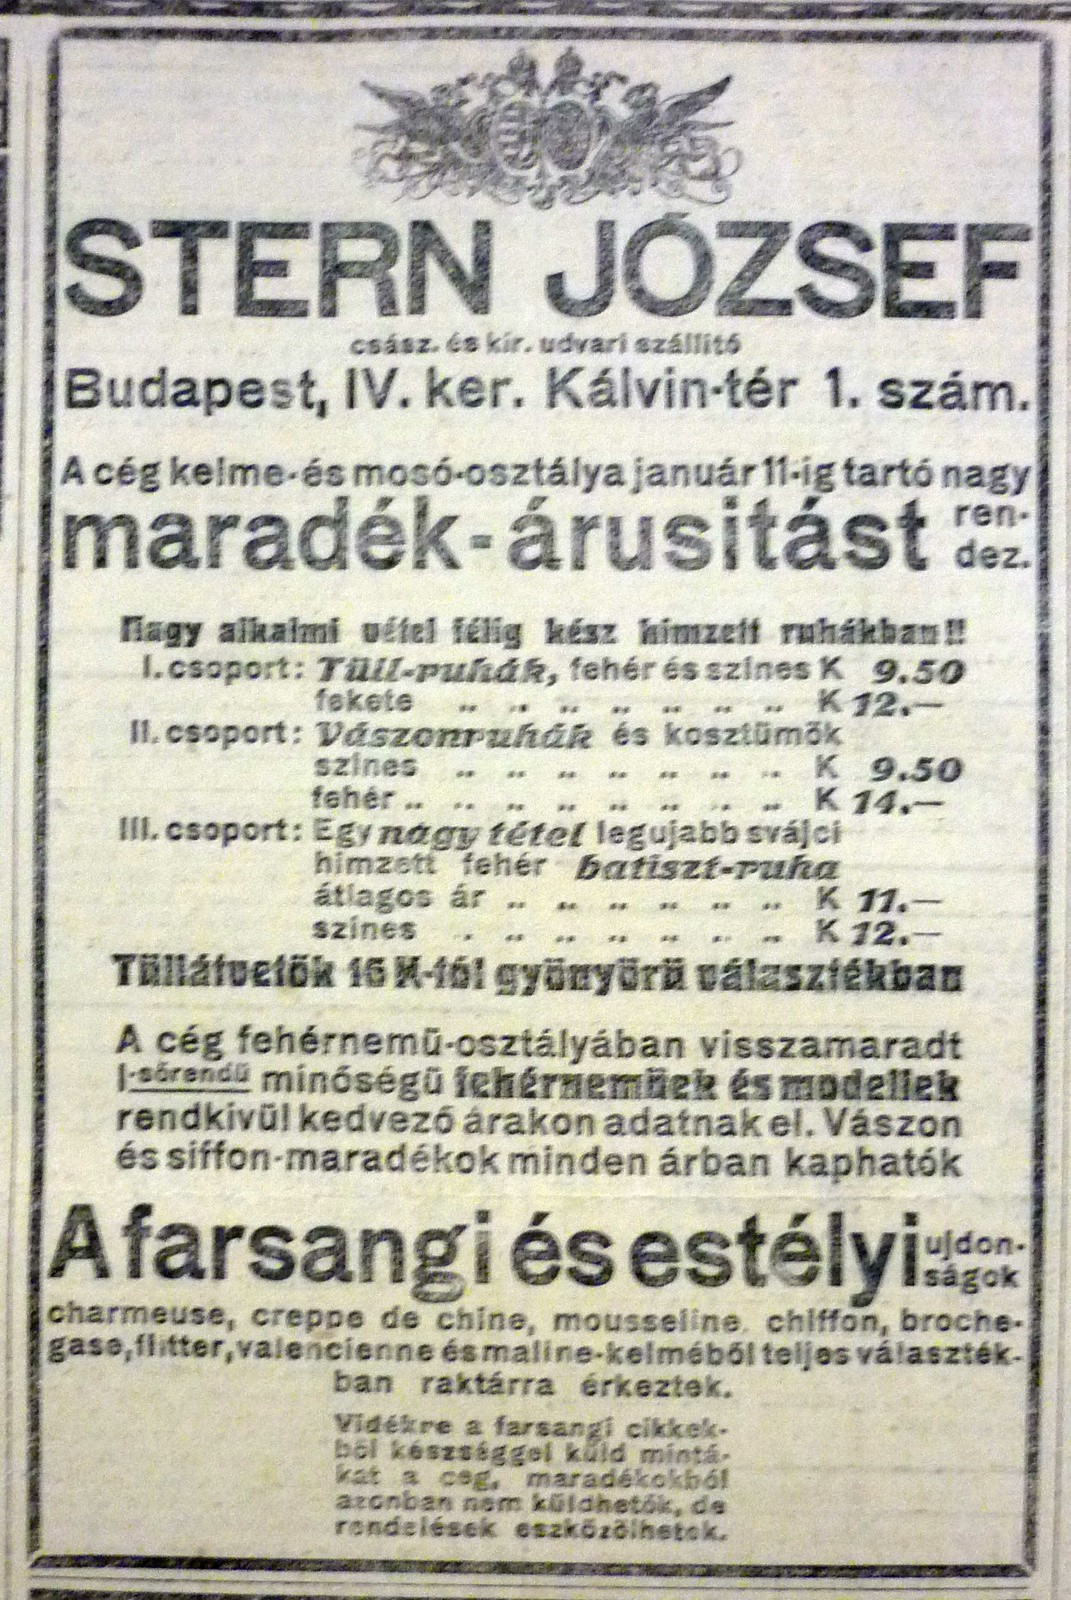 STERN JÓZSEF
csász. és kir. udvari szállitó
Budapest, IV. ker. Kálvin-tér 1. szám.
A cég kelme- és mosó-osztálya január 11-ig tartó nagy
maradék-árusitást ren-
dez.
Nagy alkalmi vétel félig kész himzett ruhákban!!
I. csoport: Tüll-ruhák, fehér és szines K 9.50
fekete „ „ „ „ „ „ „ K 12.—
II. csoport: Vászonruhák és kosztümök
szines „ „ „ „ „ „ „ K 9.50
fehér „ „ „ „ „ „ „ „ K 14.—
III. csoport: Egy nagy tétel legujabb svájci
himzett fehér batiszt-ruha
átlagos ár „ „ „ „ „ „ K 11.—
szines „ „ „ „ „ „ „ K 12.—
Tüllátvetők 16 K-tól gyönyörü választékban
A cég fehérnemü-osztályában visszamaradt
I-sőrendü minőségü fehérnemüek és modellek
rendkivül kedvező árakon adatnak el. Vászon
és siffon-maradékok minden árban kaphatók
A farsangi és estélyi ujdon-
ságok
charmeuse, creppe de chine, mousseline, chiffon, broche-
gase, flitter, valencienne és maline-kelméből teljes választék-
ban raktárra érkeztek.
Vidékre a farsangi cikkek-
ből készséggel küld mintá-
kat a cég, maradékokból
azonban nem küldhetők, de
rendelések eszközölhetok.